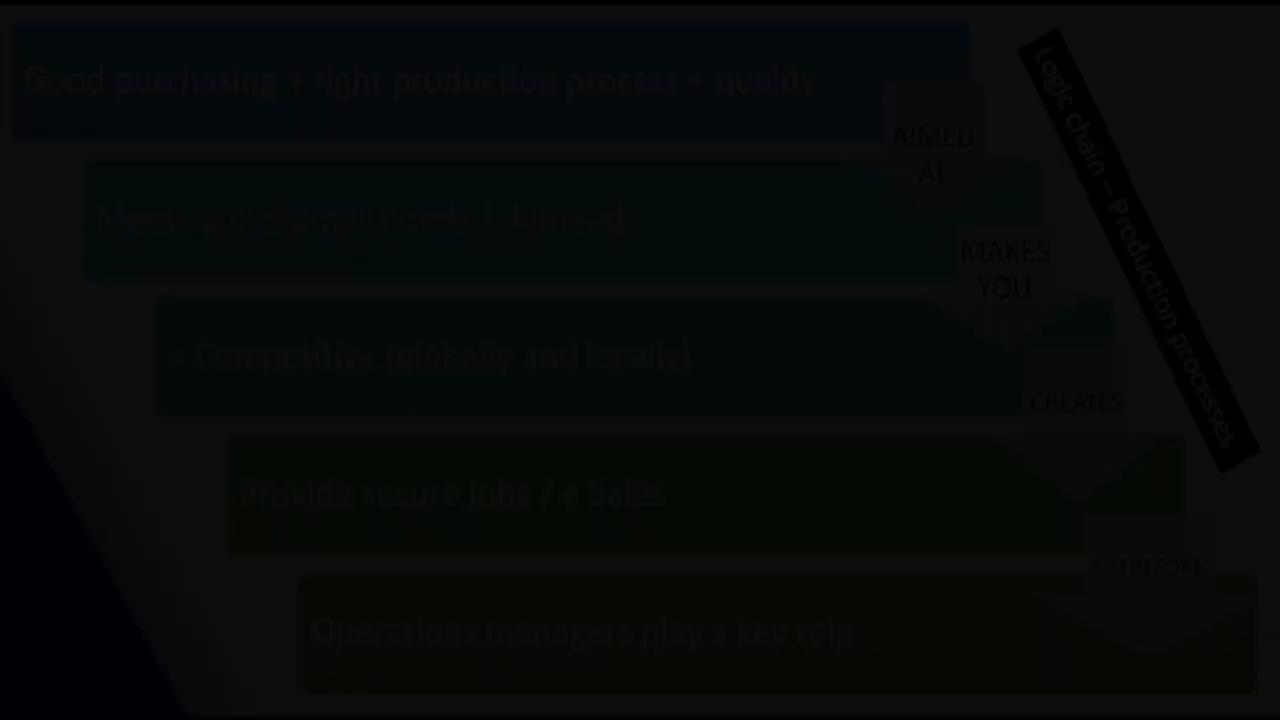 Good purchasing + right production process + quality
AIMED
AT
Meeting customer needs / demand
MAKES
YOU
• Competitive (globally and locally)
CREATES
Provide secure jobs / + Sales
THEREFORE
Operations managers play a key role
Logic chain – Production processes